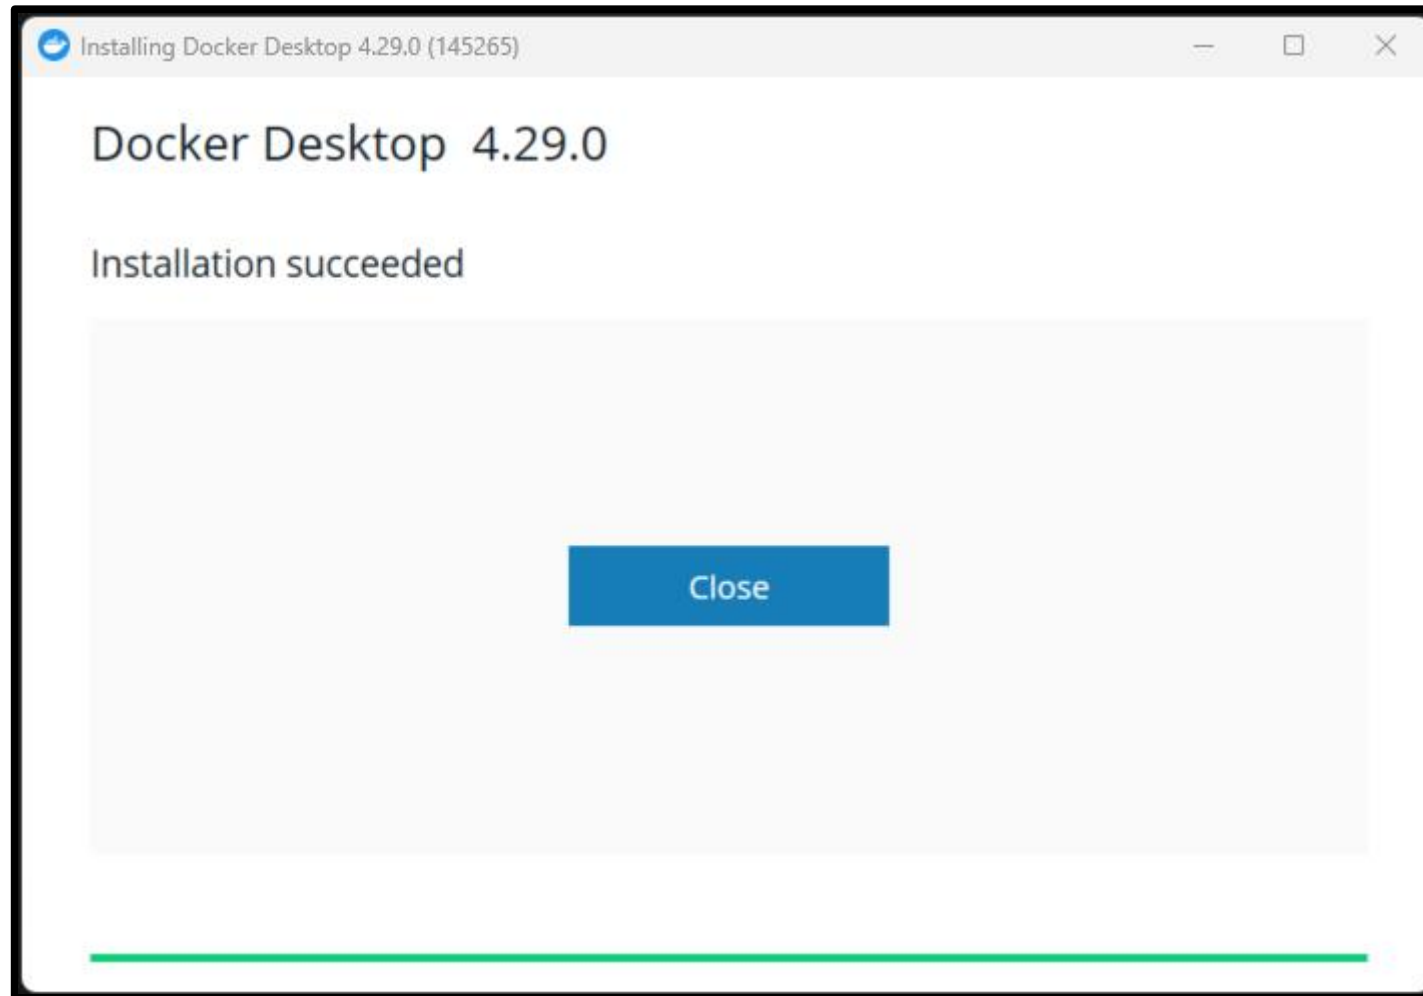 Installing Docker Desktop 4.29.0 (145265)
Docker Desktop 4.29.0
Installation succeeded
Close